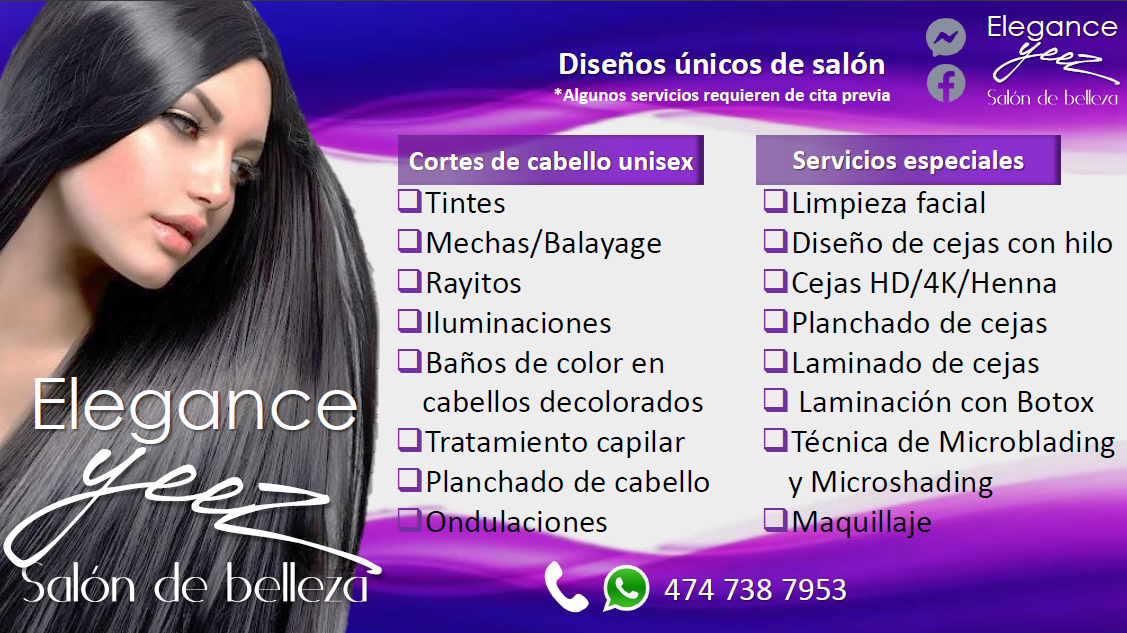 Elegance
yeez
Salón de belleza
Diseños únicos de salón
*Algunos servicios requieren de cita previa
Cortes de cabello unisex
Tintes
Mechas/Balayage
Rayitos
Iluminaciones
Baños de color en
cabellos decolorados
Tratamiento capilar
Planchado de cabello
Ondulaciones
Servicios especiales
Limpieza facial
Diseño de cejas con hilo
Cejas HD/4K/Henna
Planchado de cejas
Laminado de cejas
Laminación con Botox
Técnica de Microblading
y Microshading
Maquillaje
Elegance
yeez
Salón de belleza
474 738 7953